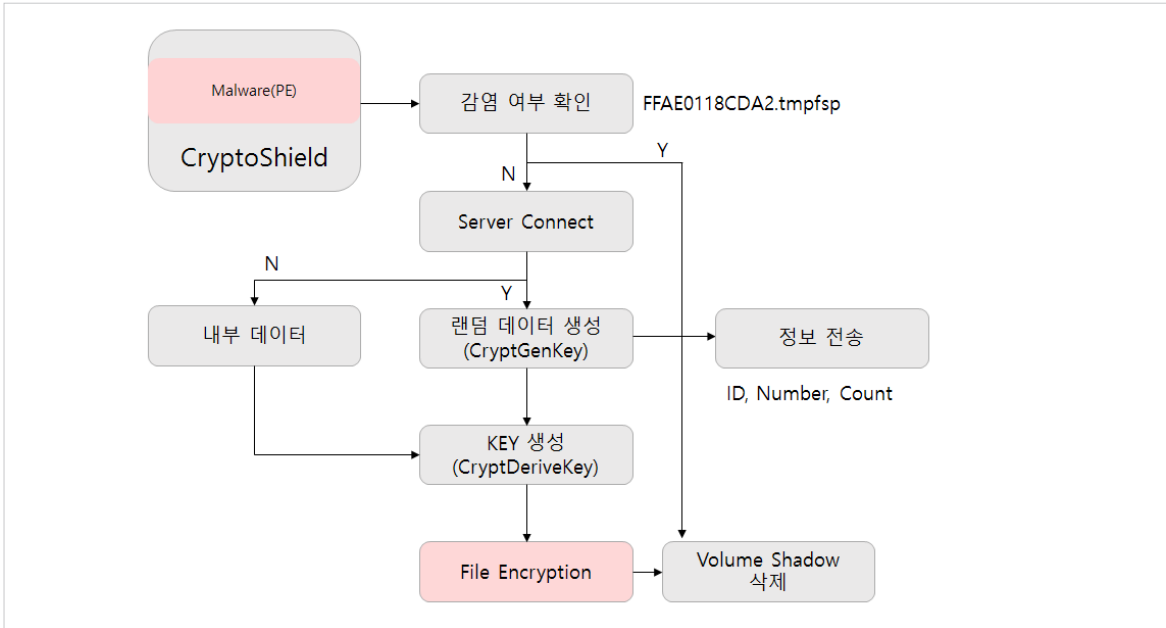 Malware(PE)
CryptoShield
감염 여부 확인
FFAE0118CDA2.tmpfsp
Y
N
Server Connect
N
Y
내부 데이터
랜덤 데이터 생성
(CryptGenKey)
정보 전송
ID, Number, Count
KEY 생성
(CryptDeriveKey)
File Encryption
Volume Shadow
삭제